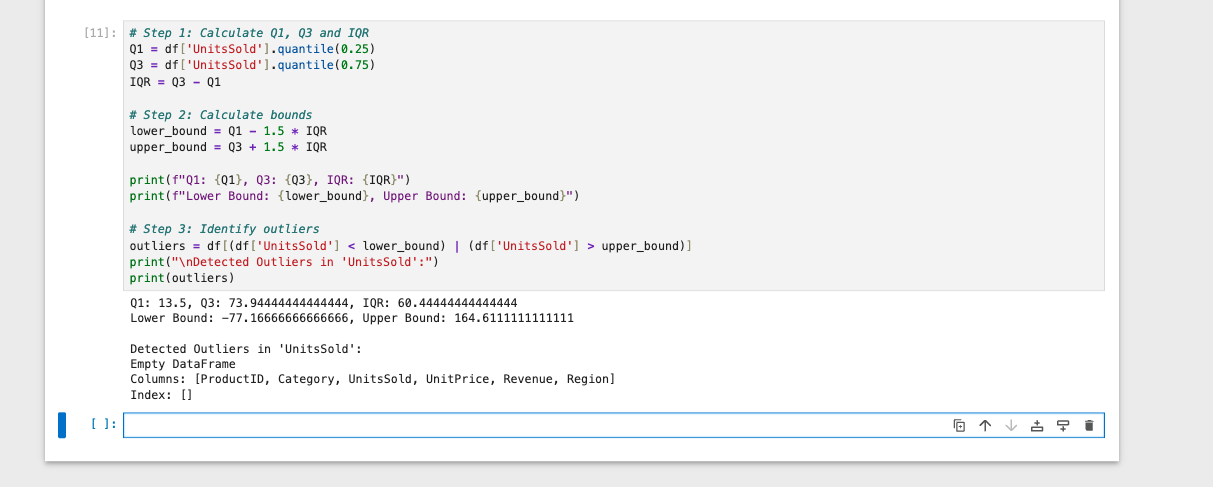 [11]: # Step 1: Calculate Q1, Q3 and IQR
Q1 = df['UnitsSold'].quantile(0.25)
Q3 = df['UnitsSold'].quantile(0.75)
IQR = Q3 - Q1

# Step 2: Calculate bounds
lower_bound = Q1 - 1.5 * IQR
upper_bound = Q3 + 1.5 * IQR

print(f"Q1: {Q1}, Q3: {Q3}, IQR: {IQR}")
print(f"Lower Bound: {lower_bound}, Upper Bound: {upper_bound}")

# Step 3: Identify outliers
outliers = df[(df['UnitsSold'] < lower_bound) | (df['UnitsSold'] > upper_bound)]
print("\nDetected Outliers in 'UnitsSold':")
print(outliers)
Q1: 13.5, Q3: 73.94444444444444, IQR: 60.44444444444444
Lower Bound: -77.16666666666666, Upper Bound: 164.6111111111111

Detected Outliers in 'UnitsSold':
Empty DataFrame
Columns: [ProductID, Category, UnitsSold, UnitPrice, Revenue, Region]
Index: []
[ ]: